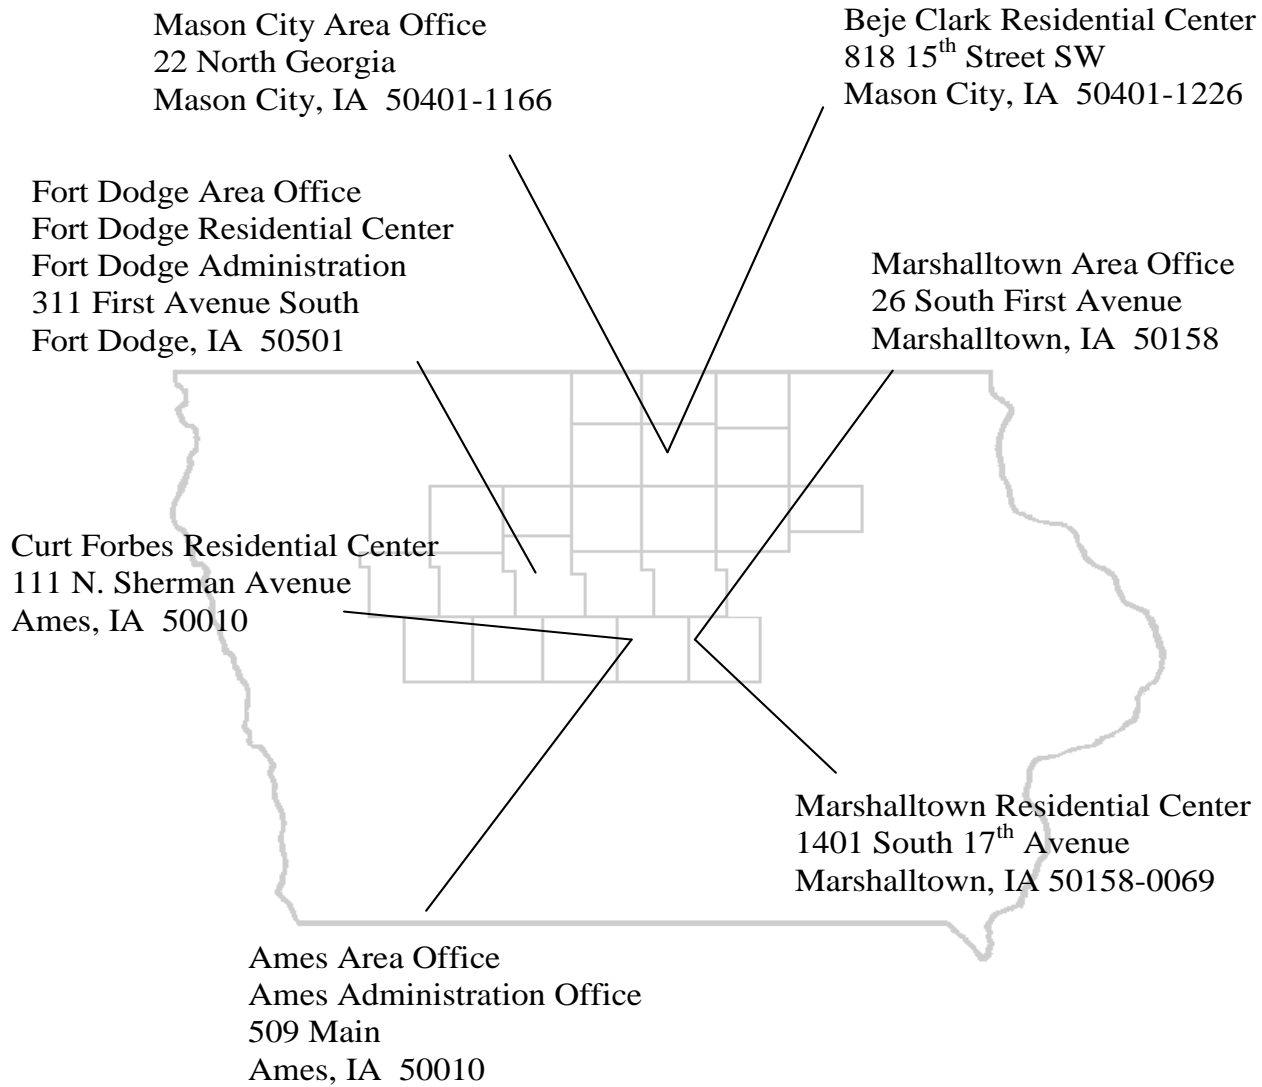 Mason City Area Office
22 North Georgia
Mason City, IA  50401-1166
Beje Clark Residential Center
818 15th Street SW
Mason City, IA  50401-1226
Fort Dodge Area Office
Fort Dodge Residential Center
Fort Dodge Administration
311 First Avenue South
Fort Dodge, IA  50501
Marshalltown Area Office
26 South First Avenue
Marshalltown, IA  50158
Curt Forbes Residential Center
111 N. Sherman Avenue
Ames, IA  50010
Marshalltown Residential Center
1401 South 17th Avenue
Marshalltown, IA 50158-0069
Ames Area Office
Ames Administration Office
509 Main
Ames, IA  50010